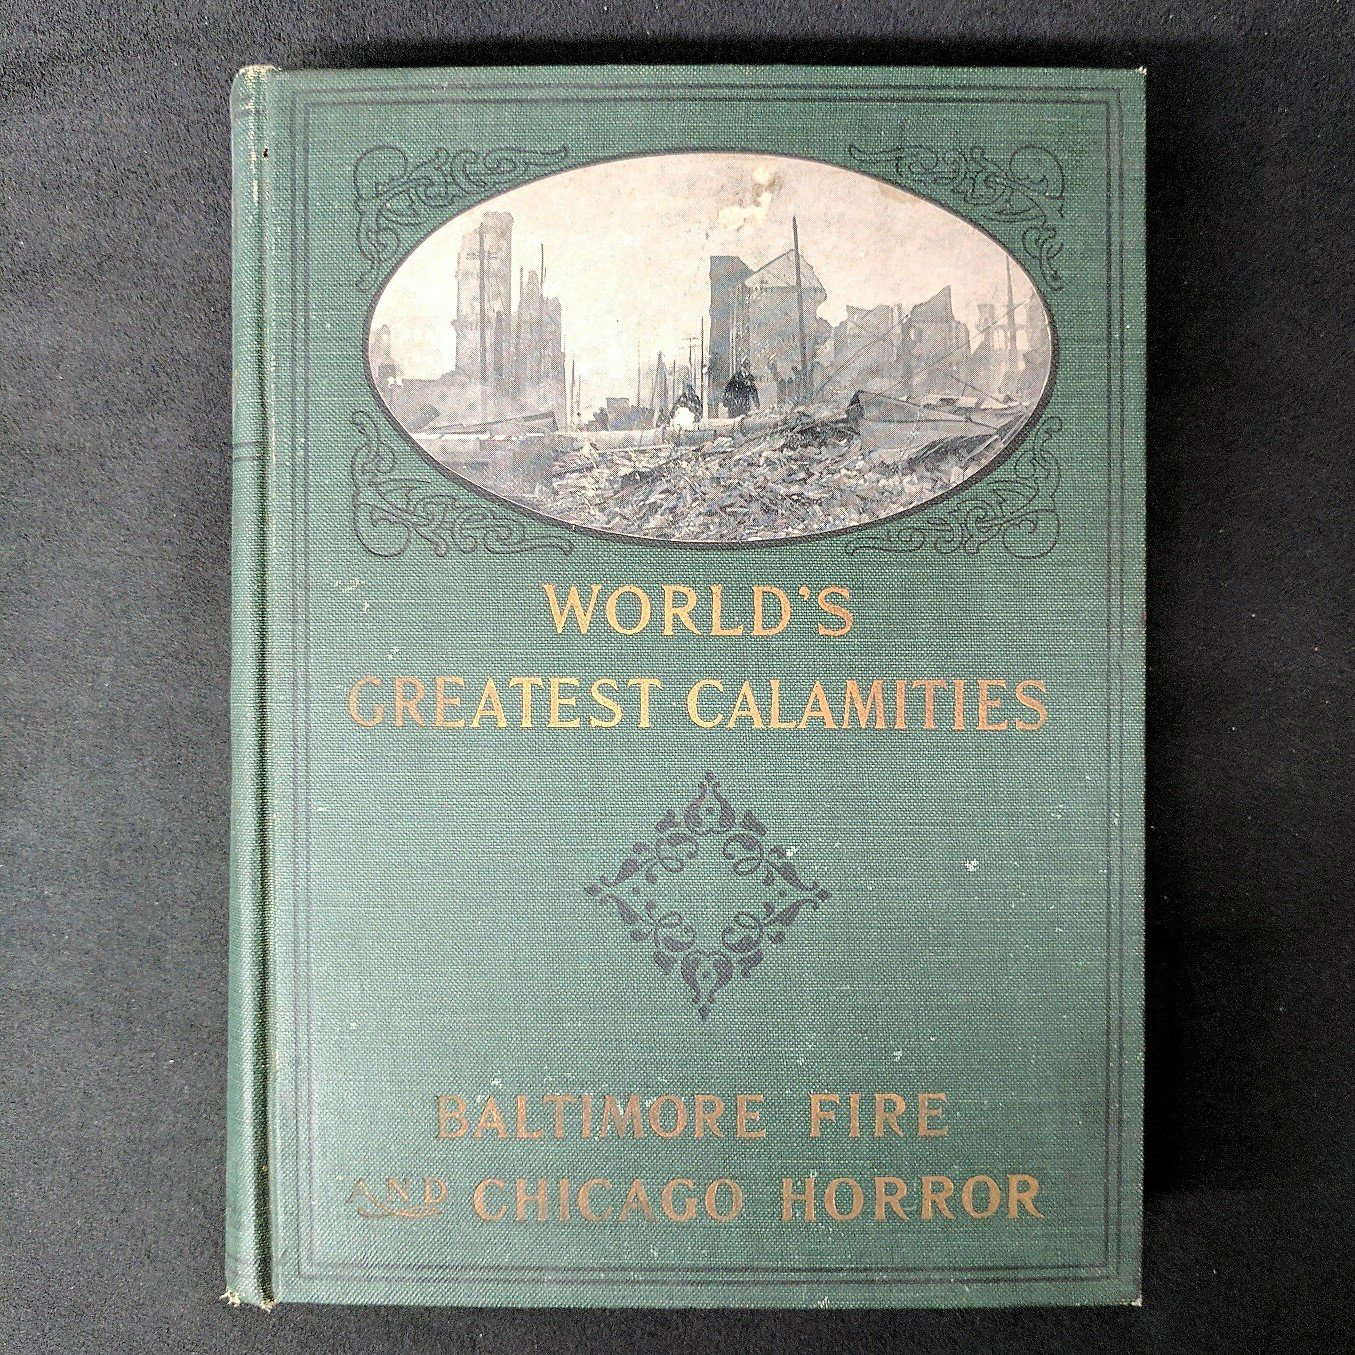 WORLD'S
GREATEST CALAMITIES
BALTIMORE FIRE
AND CHICAGO HORROR